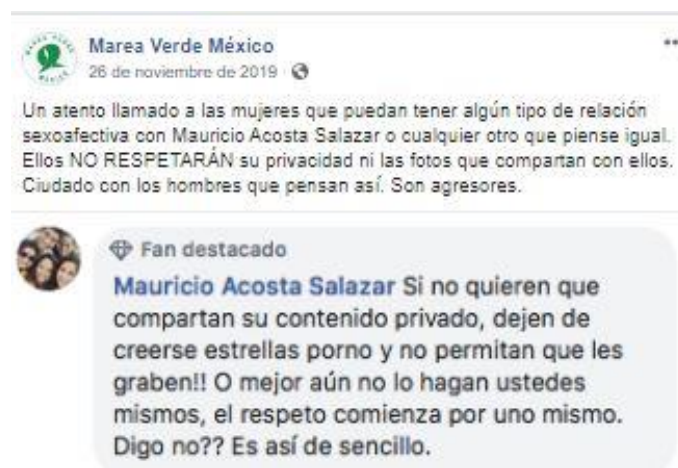 Marea Verde México
26 de noviembre de 2019
Un atento llamado a las mujeres que puedan tener algún tipo de relación
sexoafectiva con Mauricio Acosta Salazar o cualquier otro que piense igual.
Ellos NO RESPETARÁN su privacidad ni las fotos que compartan con ellos.
Ciudado con los hombres que pensan así. Son agresores.
Fan destacado
Mauricio Acosta Salazar Si no quieren que
compartan su contenido privado, dejen de
creerse estrellas porno y no permitan que les
graben!! O mejor aún no lo hagan ustedes
mismos, el respeto comienza por uno mismo.
Digo no?? Es así de sencillo.